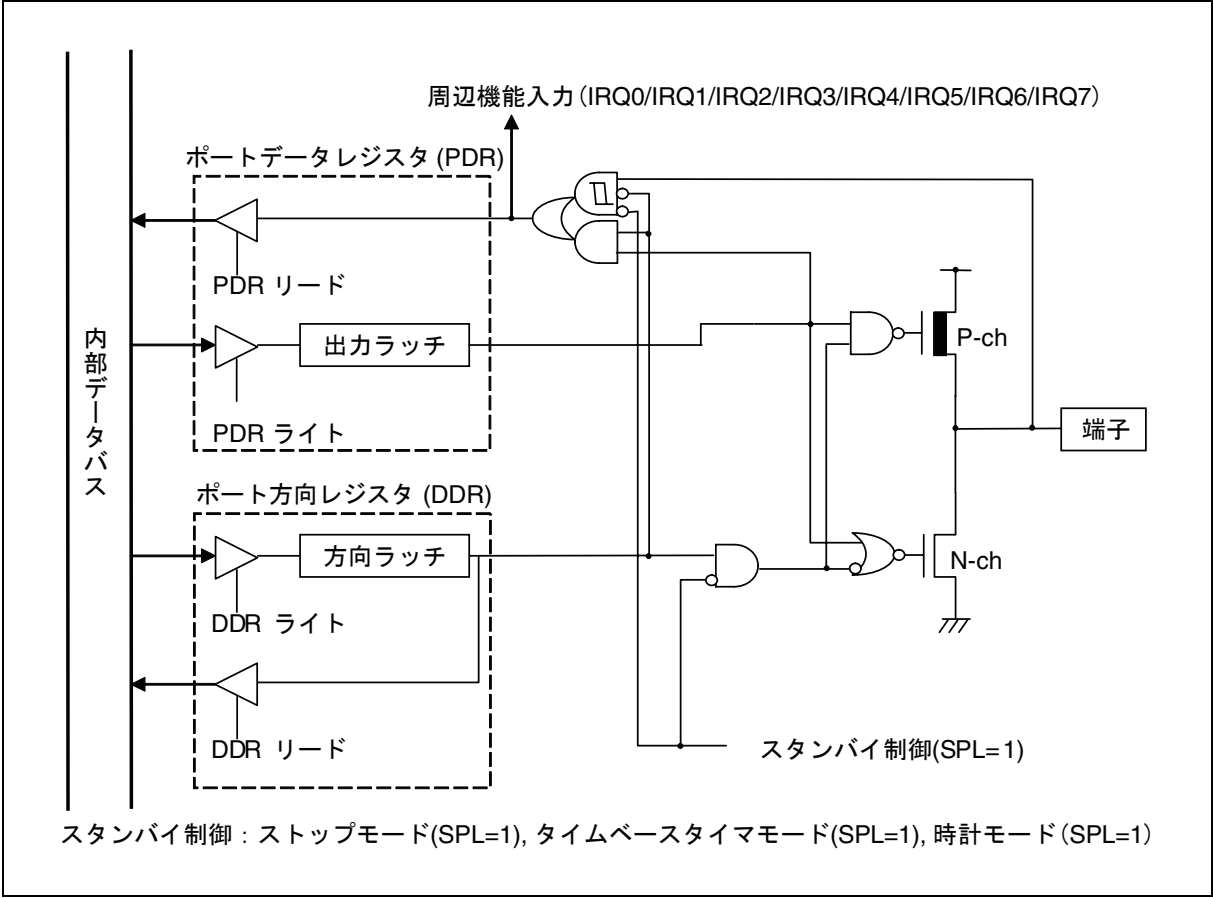 周辺機能入力(IRQ0/IRQ1/IRQ2/IRQ3/IRQ4/IRQ5/IRQ6/IRQ7)
ポートデータレジスタ (PDR)
PDR リード
出力ラッチ
P-ch
内部データバス
PDR ライト
端子
ポート方向レジスタ (DDR)
方向ラッチ
N-ch
DDR ライト
DDR リード
スタンバイ制御(SPL=1)
スタンバイ制御 : ストップモード(SPL=1), タイムベースタイマモード(SPL=1), 時計モード(SPL=1)